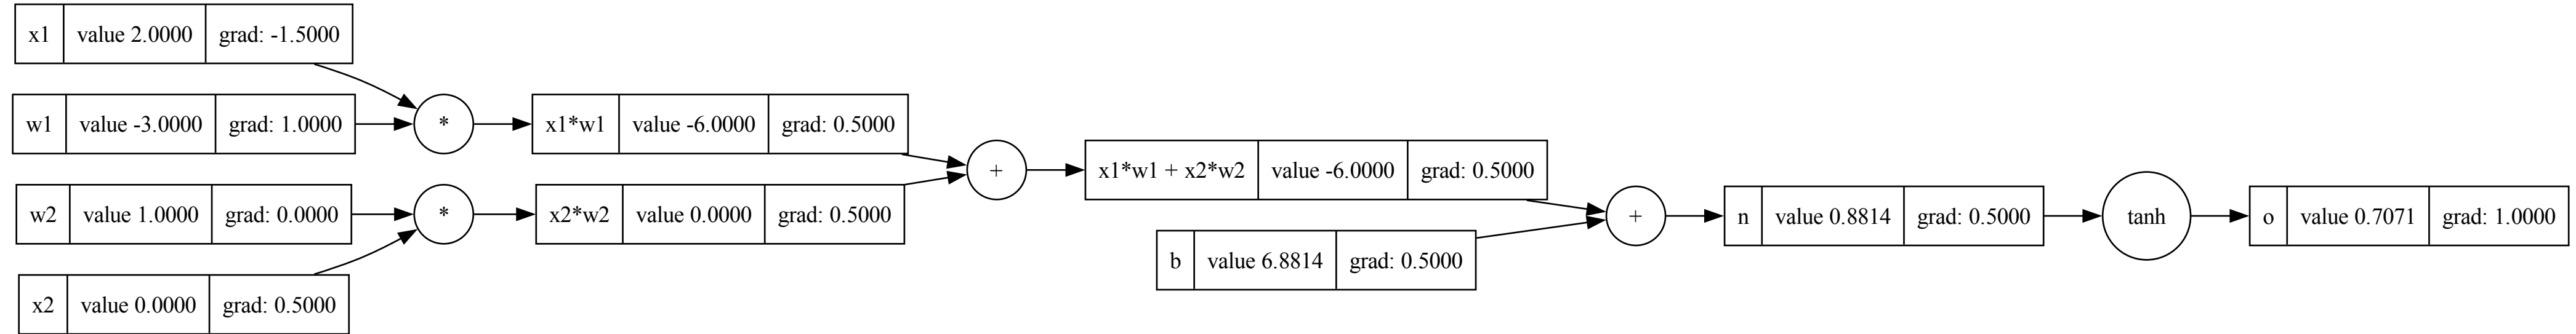 x1 value 2.0000 grad: -1.5000
w1 value -3.0000 grad: 1.0000
*
x1*w1 value -6.0000 grad: 0.5000
w2 value 1.0000 grad: 0.0000
*
x2*w2 value 0.0000 grad: 0.5000
x2 value 0.0000 grad: 0.5000
+
x1*w1 + x2*w2 value -6.0000 grad: 0.5000
b value 6.8814 grad: 0.5000
+
n value 0.8814 grad: 0.5000
tanh
o value 0.7071 grad: 1.0000